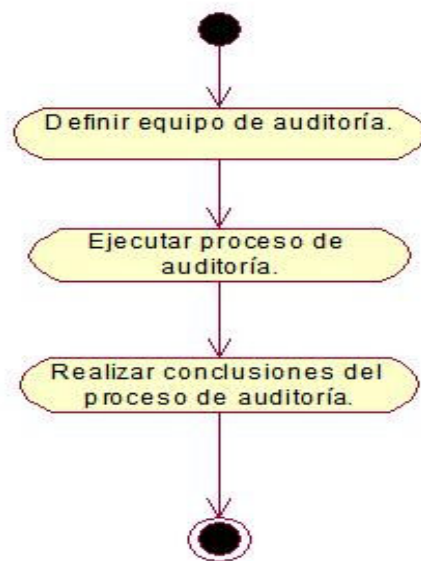 Definir equipo de auditoría.
Ejecutar proceso de
auditoría.
Realizar conclusiones del
proceso de auditoría.